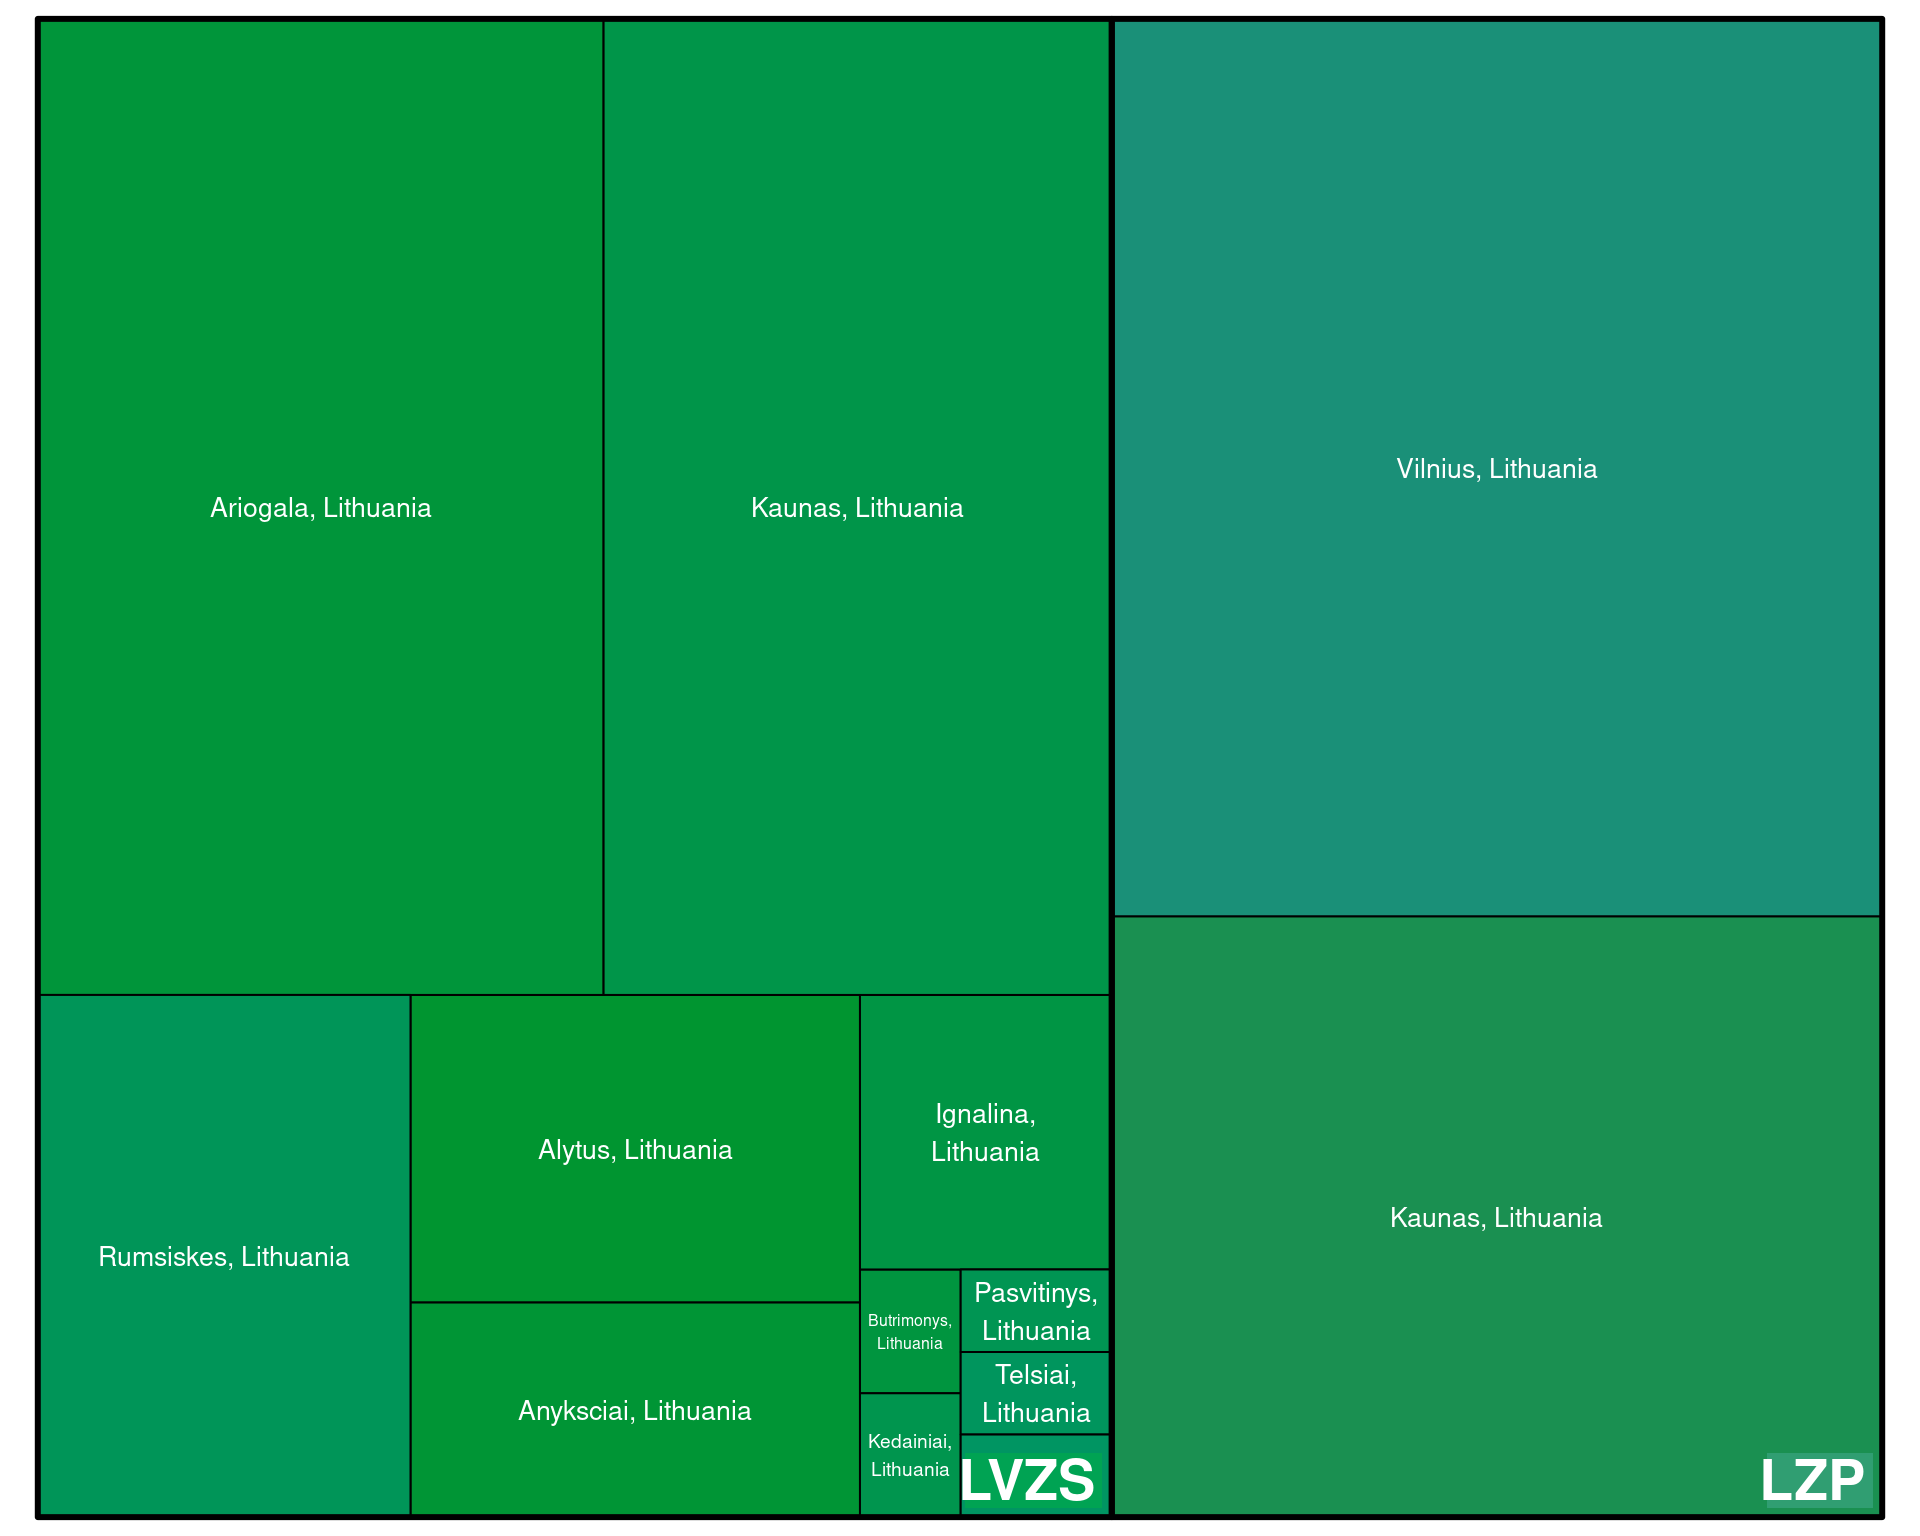 Ariogala, Lithuania
Kaunas, Lithuania
Vilnius, Lithuania
Rumsiskes, Lithuania
Alytus, Lithuania
Anyksciai, Lithuania
Ignalina,
Lithuania
Butrimonys,
Lithuania
Kedainiai,
Lithuania
Pasvitinys,
Lithuania
Telsiai,
Lithuania
LVZS
Kaunas, Lithuania
LZP